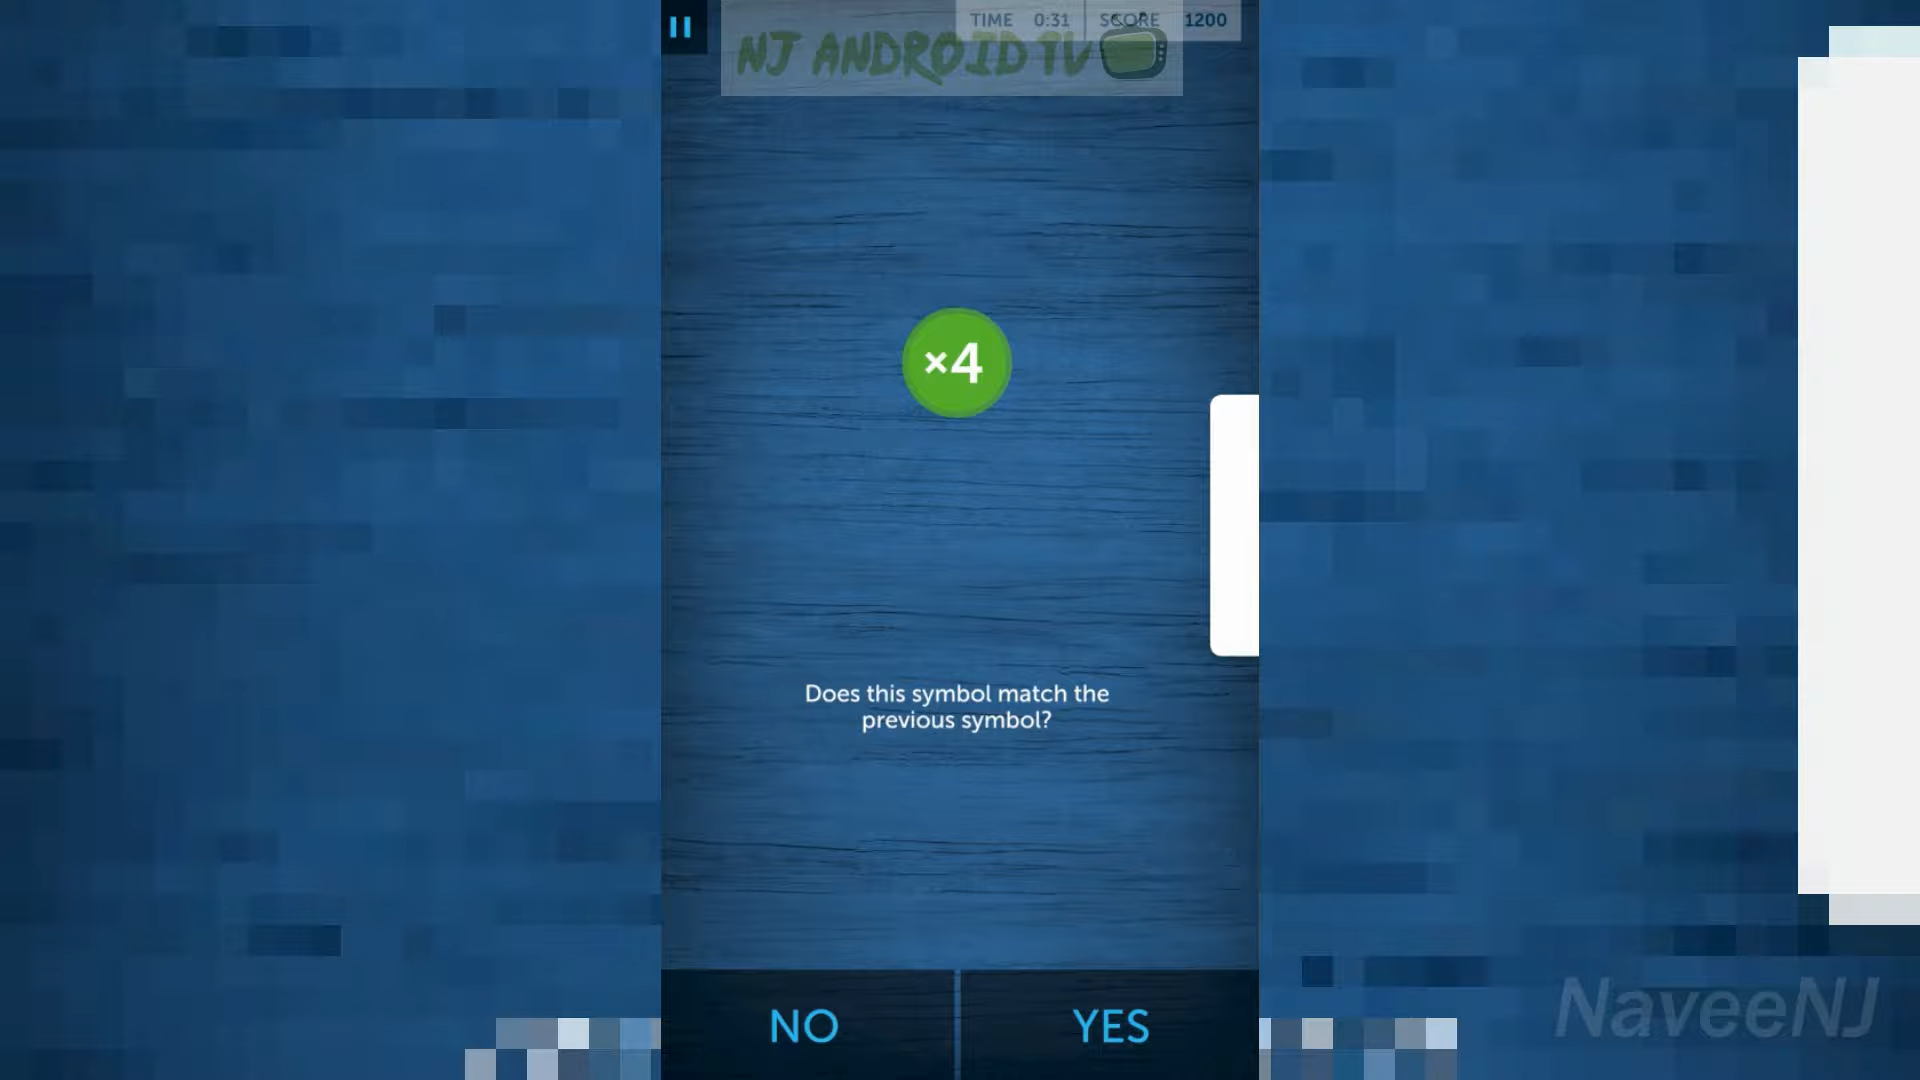 TIME 0:31 SCORE 1200
NJ ANDROID TV
×4
Does this symbol match the
previous symbol?
NO YES
NaveeNJ